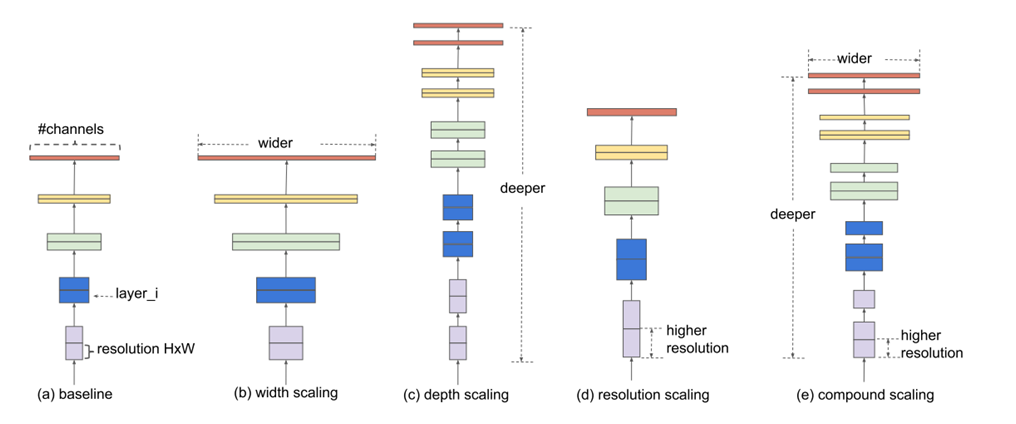 #channels
layer_i
resolution HxW
(a) baseline
wider
(b) width scaling
deeper
(c) depth scaling
higher
resolution
(d) resolution scaling
wider
deeper
higher
resolution
(e) compound scaling